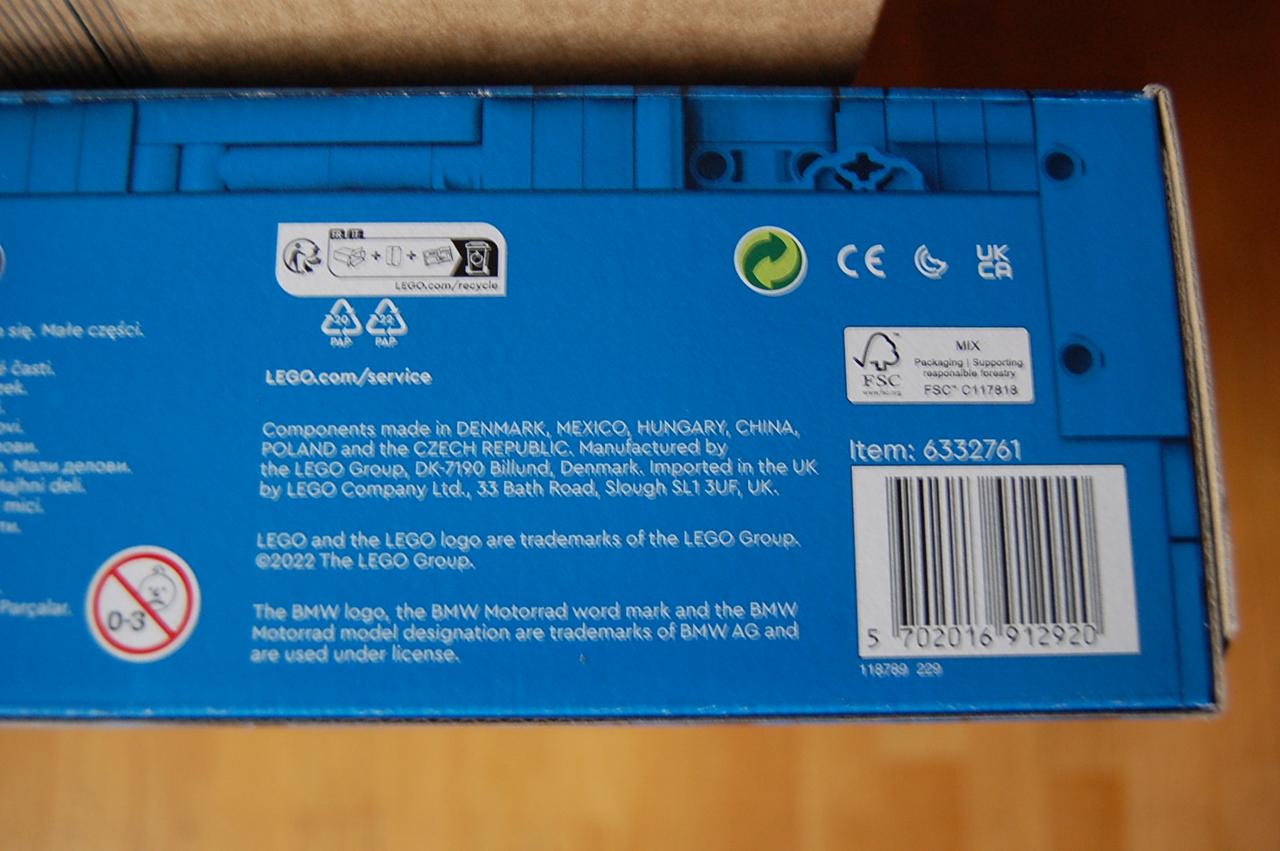 FR | IT
LEGO.com/recycle
20
PAP
22
PAP
CE
UK
CA
MIX
Packaging | Supporting
responsible forestry
FSC
www.fsc.org
FSC™ C117818
się. Małe części.
časti.
LEGO.com/service
Components made in DENMARK, MEXICO, HUNGARY, CHINA,
POLAND and the CZECH REPUBLIC. Manufactured by
the LEGO Group, DK-7190 Billund, Denmark. Imported in the UK
by LEGO Company Ltd., 33 Bath Road, Slough SL1 3UF, UK.
Мали делови.
deli.
mici.
Item: 6332761
LEGO and the LEGO logo are trademarks of the LEGO Group.
©2022 The LEGO Group.
0-3
Parçalar.
The BMW logo, the BMW Motorrad word mark and the BMW
Motorrad model designation are trademarks of BMW AG and
are used under license.
5 702016 912920
118789 229